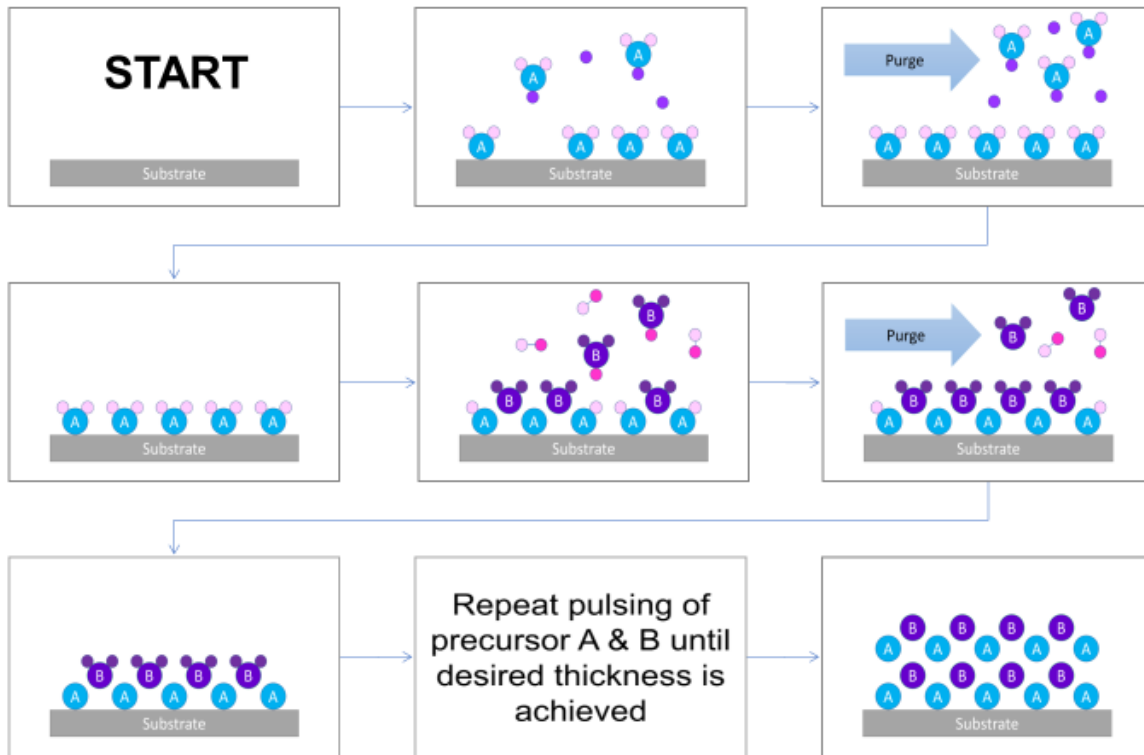 START
Substrate
A
A
A A A A
Substrate
A
A
Purge
A
A A A A A
Substrate
A A A A A
Substrate
B
B
B B B
A A A A A
Substrate
B
Purge
B
B B B B
A A A A A
Substrate
B B B B
A A A A A
Substrate
Repeat pulsing of
precursor A & B until
desired thickness is
achieved
B B B B
A A A A A
B B B B
A A A A A
Substrate